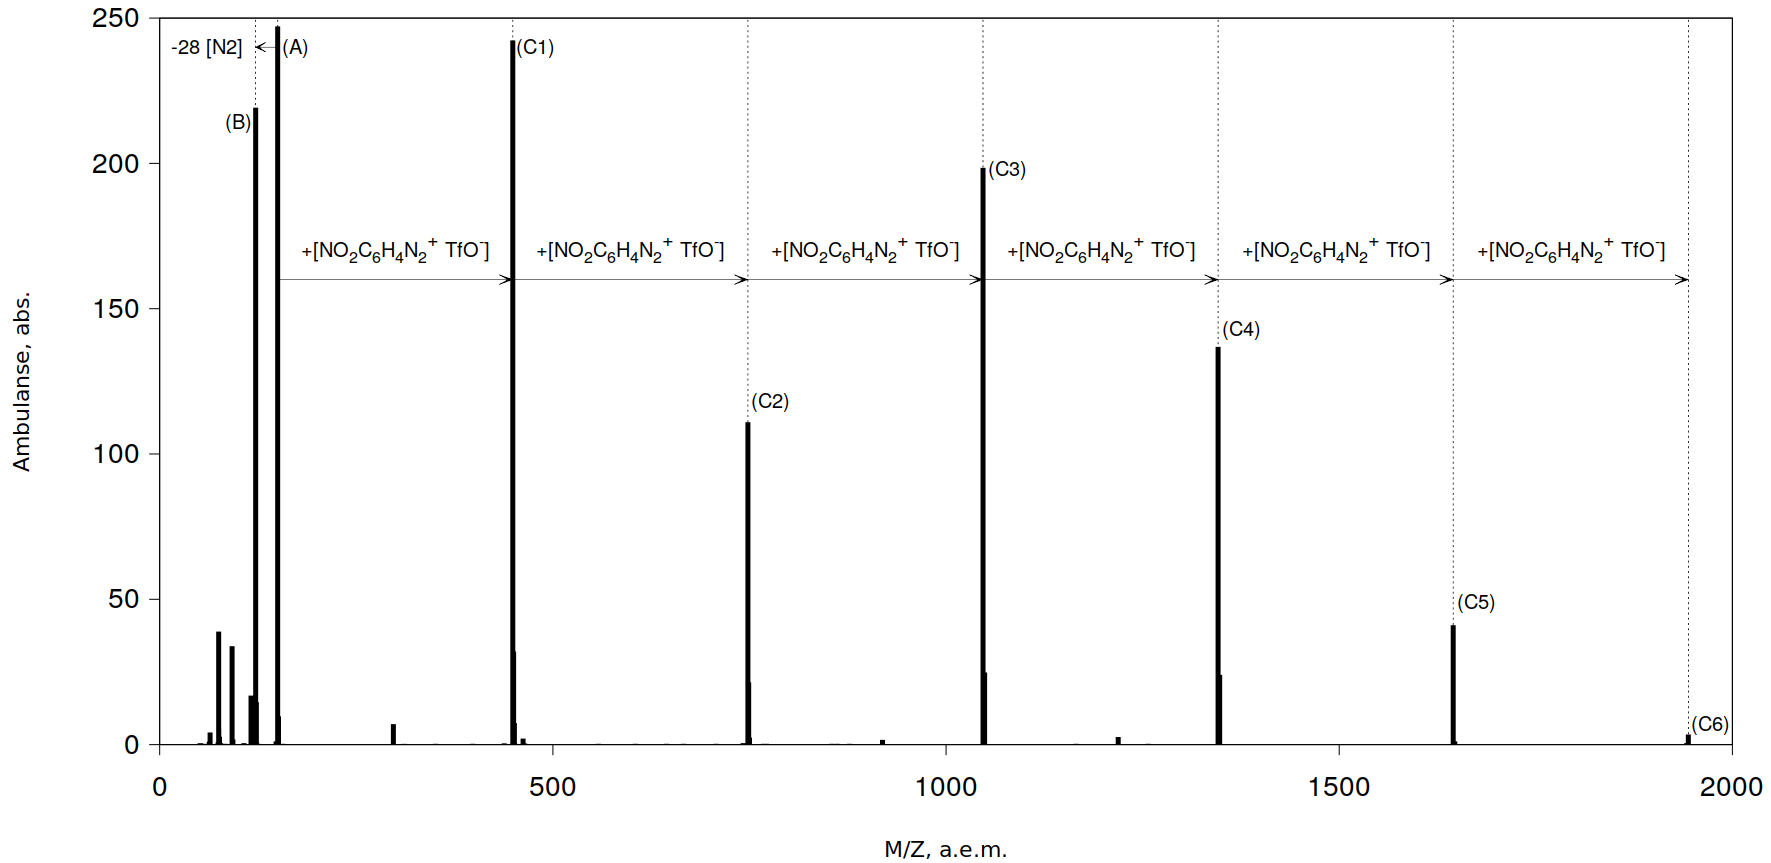 250
-28 [N2]
(A)
(C1)
(B)
200
(C3)
+[NO2C6H4N2+ TfO-]
+[NO2C6H4N2+ TfO-]
+[NO2C6H4N2+ TfO-]
+[NO2C6H4N2+ TfO-]
+[NO2C6H4N2+ TfO-]
+[NO2C6H4N2+ TfO-]
150
(C4)
(C2)
100
50
(C5)
(C6)
0
Ambulanse, abs.
0
500
1000
1500
2000
M/Z, a.e.m.